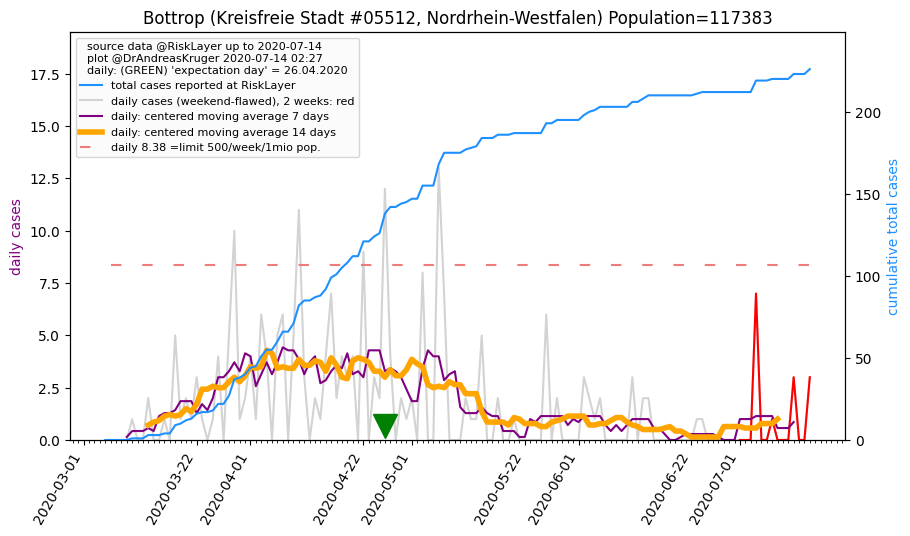 Bottrop (Kreisfreie Stadt #05512, Nordrhein-Westfalen) Population=117383
source data @RiskLayer up to 2020-07-14
plot @DrAndreasKruger 2020-07-14 02:27
daily: (GREEN) 'expectation day' = 26.04.2020
total cases reported at RiskLayer
daily cases (weekend-flawed), 2 weeks: red
daily: centered moving average 7 days
daily: centered moving average 14 days
daily 8.38 =limit 500/week/1mio pop.
daily cases
17.5
15.0
12.5
10.0
7.5
5.0
2.5
0.0
200
150
100
50
0
cumulative total cases
2020-03-01
2020-03-22
2020-04-01
2020-04-22
2020-05-01
2020-05-22
2020-06-01
2020-06-22
2020-07-01